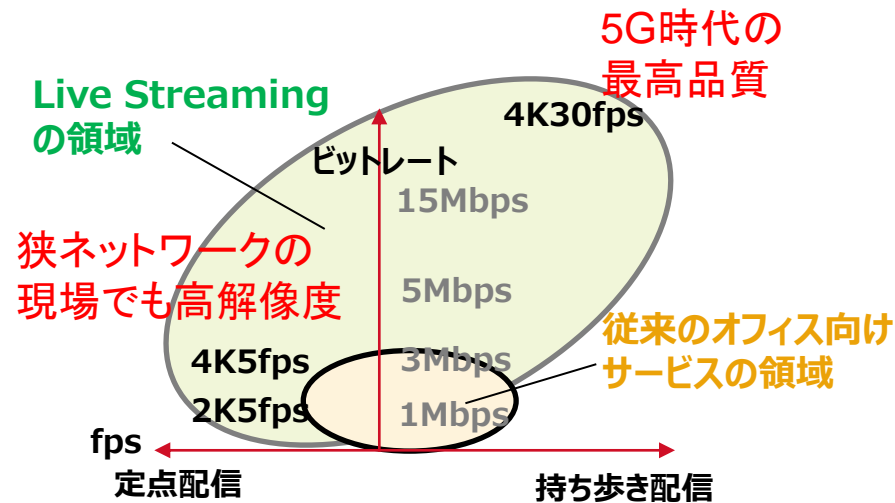 5G時代の
最高品質
Live Streaming
の領域
4K30fps
ビットレート
15Mbps
狭ネットワークの
現場でも高解像度
5Mbps
従来のオフィス向け
サービスの領域
4K5fps
3Mbps
2K5fps
1Mbps
fps
定点配信
持ち歩き配信